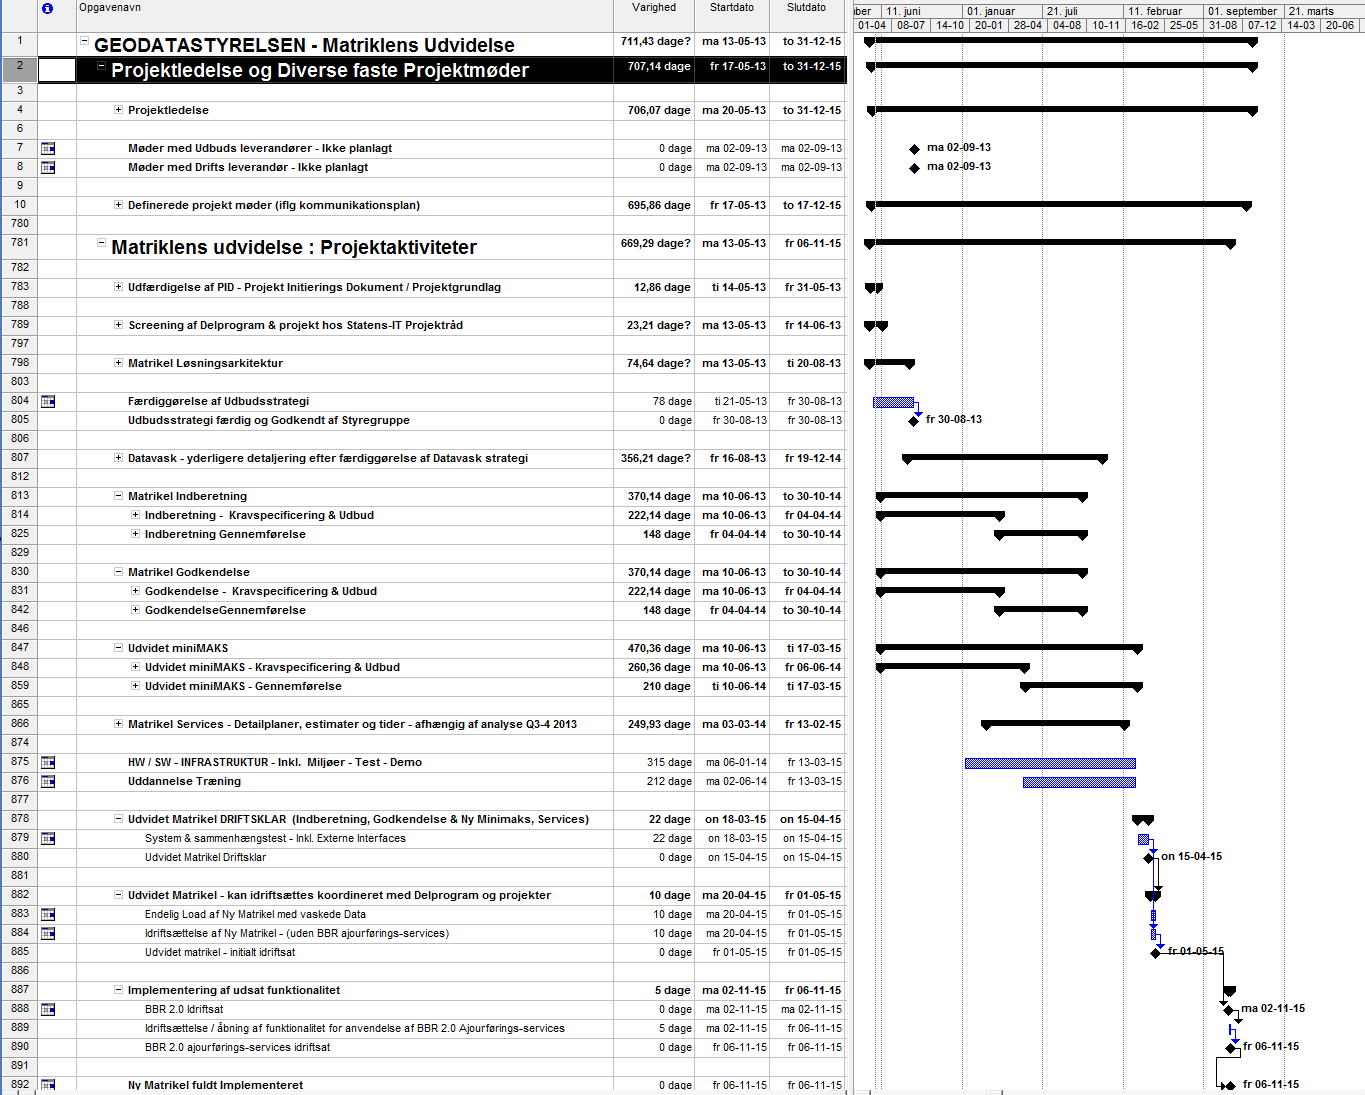 Opgavenavn Varighed Startdato Slutdato
ber 11. juni 01. januar 21. juli 11. februar 01. september 21. marts
01-04 08-07 14-10 20-01 28-04 04-08 10-11 16-02 25-05 31-08 07-12 14-03 20-06
1 GEODATASTYRELSEN - Matriklens Udvidelse 711,43 dage? ma 13-05-13 to 31-12-15
2 Projektledelse og Diverse faste Projektmøder 707,14 dage fr 17-05-13 to 31-12-15
3
4 Projektledelse 706,07 dage ma 20-05-13 to 31-12-15
6
7 Møder med Udbuds leverandører - Ikke planlagt 0 dage ma 02-09-13 ma 02-09-13 ma 02-09-13
8 Møder med Drifts leverandør - Ikke planlagt 0 dage ma 02-09-13 ma 02-09-13 ma 02-09-13
9
10 Definerede projekt møder (iflg kommunikationsplan) 695,86 dage fr 17-05-13 to 17-12-15
780
781 Matriklens udvidelse : Projektaktiviteter 669,29 dage? ma 13-05-13 fr 06-11-15
782
783 Udfærdigelse af PID - Projekt Initierings Dokument / Projektgrundlag 12,86 dage ti 14-05-13 fr 31-05-13
788
789 Screening af Delprogram & projekt hos Statens-IT Projektråd 23,21 dage? ma 13-05-13 fr 14-06-13
797
798 Matrikel Løsningsarkitektur 74,64 dage? ma 13-05-13 ti 20-08-13
803
804 Færdiggørelse af Udbudsstrategi 78 dage ti 21-05-13 fr 30-08-13
805 Udbudsstrategi færdig og Godkendt af Styregruppe 0 dage fr 30-08-13 fr 30-08-13 fr 30-08-13
806
807 Datavask - yderligere detaljering efter færdiggørelse af Datavask strategi 356,21 dage? fr 16-08-13 fr 19-12-14
812
813 Matrikel Indberetning 370,14 dage ma 10-06-13 to 30-10-14
814 Indberetning - Kravspecificering & Udbud 222,14 dage ma 10-06-13 fr 04-04-14
825 Indberetning Gennemførelse 148 dage fr 04-04-14 to 30-10-14
829
830 Matrikel Godkendelse 370,14 dage ma 10-06-13 to 30-10-14
831 Godkendelse - Kravspecificering & Udbud 222,14 dage ma 10-06-13 fr 04-04-14
842 GodkendelseGennemførelse 148 dage fr 04-04-14 to 30-10-14
846
847 Udvidet miniMAKS 470,36 dage ma 10-06-13 ti 17-03-15
848 Udvidet miniMAKS - Kravspecificering & Udbud 260,36 dage ma 10-06-13 fr 06-06-14
859 Udvidet miniMAKS - Gennemførelse 210 dage ti 10-06-14 ti 17-03-15
865
866 Matrikel Services - Detailplaner, estimater og tider - afhængig af analyse Q3-4 2013 249,93 dage ma 03-03-14 fr 13-02-15
874
875 HW / SW - INFRASTRUKTUR - Inkl. Miljøer - Test - Demo 315 dage ma 06-01-14 fr 13-03-15
876 Uddannelse Træning 212 dage ma 02-06-14 fr 13-03-15
877
878 Udvidet Matrikel DRIFTSKLAR (Indberetning, Godkendelse & Ny Minimaks, Services) 22 dage on 18-03-15 on 15-04-15
879 System & sammenhængstest - Inkl. Externe Interfaces 22 dage on 18-03-15 on 15-04-15
880 Udvidet Matrikel Driftsklar 0 dage on 15-04-15 on 15-04-15 on 15-04-15
881
882 Udvidet Matrikel - kan idriftsættes koordineret med Delprogram og projekter 10 dage ma 20-04-15 fr 01-05-15
883 Endelig Load af Ny Matrikel med vaskede Data 10 dage ma 20-04-15 fr 01-05-15
884 Idriftsættelse af Ny Matrikel - (uden BBR ajourførings-services) 10 dage ma 20-04-15 fr 01-05-15
885 Udvidet matrikel - initialt idriftsat 0 dage fr 01-05-15 fr 01-05-15 fr 01-05-15
886
887 Implementering af udsat funktionalitet 5 dage ma 02-11-15 fr 06-11-15
888 BBR 2.0 Idriftsat 0 dage ma 02-11-15 ma 02-11-15 ma 02-11-15
889 Idriftsættelse / åbning af funktionalitet for anvendelse af BBR 2.0 Ajourførings-services 5 dage ma 02-11-15 fr 06-11-15
890 BBR 2.0 ajourførings-services idriftsat 0 dage fr 06-11-15 fr 06-11-15 fr 06-11-15
891
892 Ny Matrikel fuldt Implementeret 0 dage fr 06-11-15 fr 06-11-15 fr 06-11-15